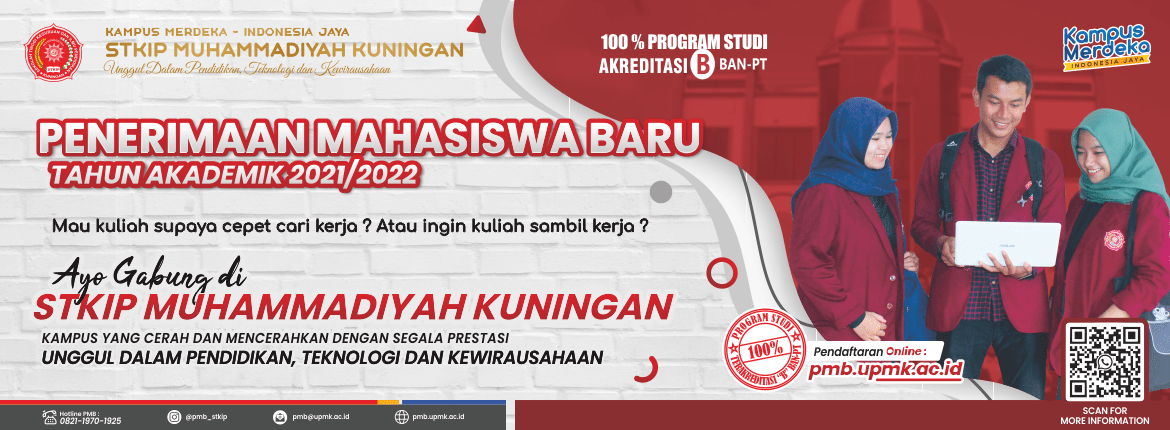 KAMPUS MERDEKA - INDONESIA JAYA
STKIP MUHAMMADIYAH KUNINGAN
Unggul Dalam Pendidikan, Teknologi dan Kewirausahaan
100 % PROGRAM STUDI
AKREDITASI B BAN-PT
Kampus
Merdeka
INDONESIA JAYA
PENERIMAAN MAHASISWA BARU
TAHUN AKADEMIK 2021/2022
Mau kuliah supaya cepet cari kerja ? Atau ingin kuliah sambil kerja ?
Ayo Gabung di
STKIP MUHAMMADIYAH KUNINGAN
KAMPUS YANG CERAH DAN MENCERAHKAN DENGAN SEGALA PRESTASI
UNGGUL DALAM PENDIDIKAN, TEKNOLOGI DAN KEWIRAUSAHAAN
PROGRAM STUDI
100%
TERAKREDITASI "B" BAN-PT
Pendaftaran Online :
pmb.upmk.ac.id
Hotline PMB :
0821-1970-1925
@pmb_stkip
pmb@upmk.ac.id
pmb.upmk.ac.id
SCAN FOR
MORE INFORMATION